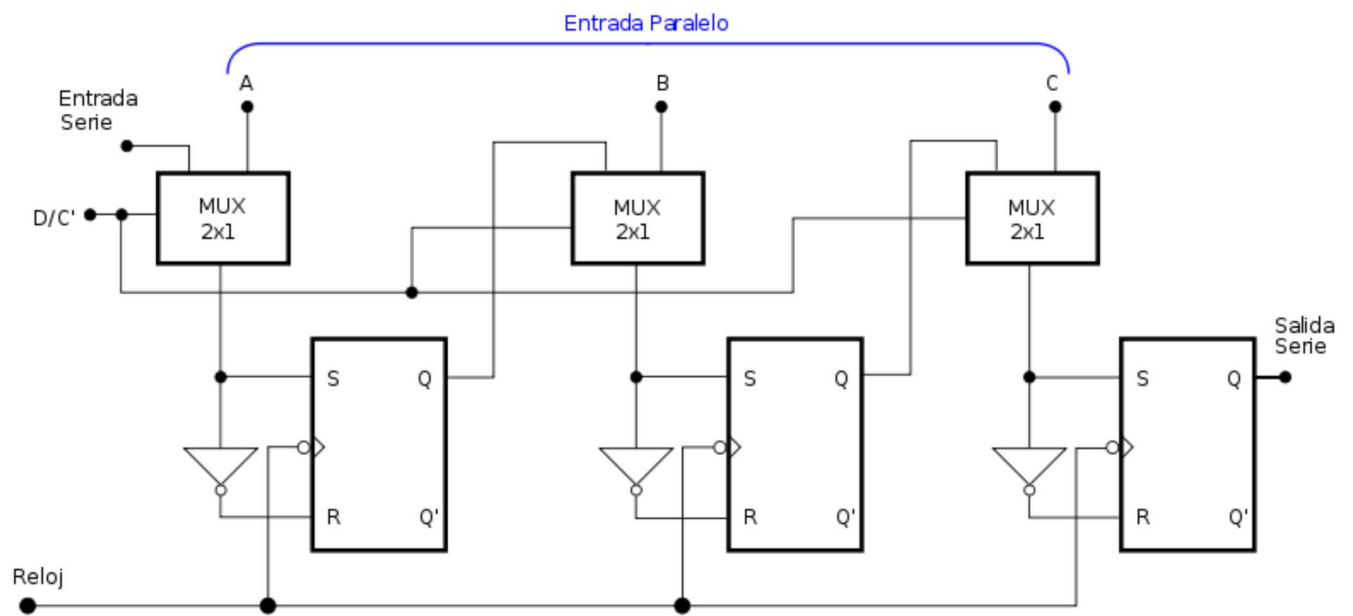 Entrada Paralelo
A
B
C
Entrada
Serie
D/C'
MUX
2x1
MUX
2x1
MUX
2x1
Salida
Serie
S
Q
R
Q'
S
Q
R
Q'
S
Q
R
Q'
Reloj